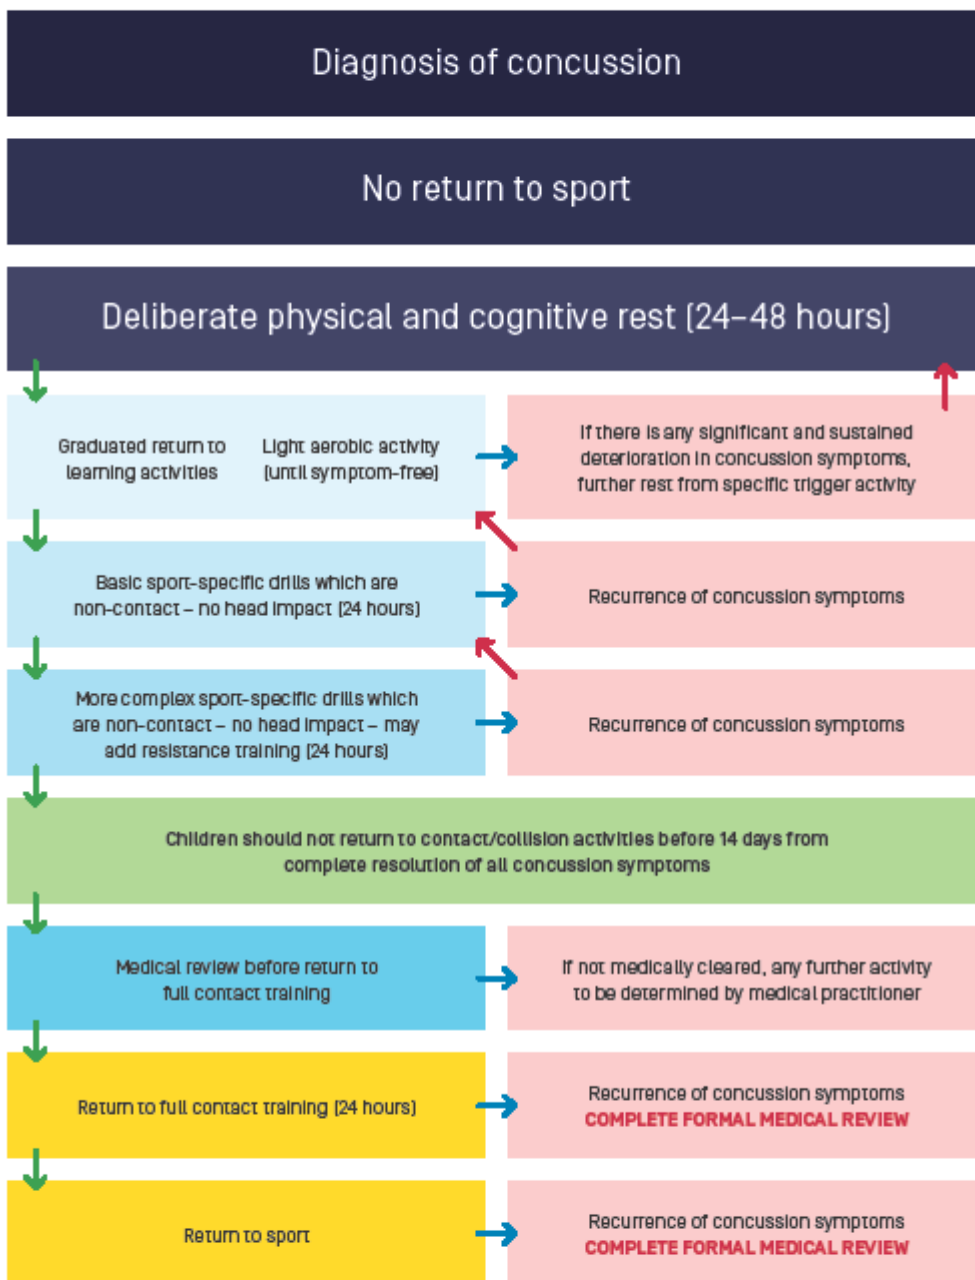 Diagnosis of concussion
No return to sport
Deliberate physical and cognitive rest (24–48 hours)
Graduated return to
learning activities
Light aerobic activity
(until symptom-free)
If there is any significant and sustained
deterioration in concussion symptoms,
further rest from specific trigger activity
Basic sport-specific drills which are
non-contact – no head impact (24 hours)
Recurrence of concussion symptoms
More complex sport-specific drills which
are non-contact – no head impact – may
add resistance training (24 hours)
Recurrence of concussion symptoms
Children should not return to contact/collision activities before 14 days from
complete resolution of all concussion symptoms
Medical review before return to
full contact training
If not medically cleared, any further activity
to be determined by medical practitioner
Return to full contact training (24 hours)
Recurrence of concussion symptoms
COMPLETE FORMAL MEDICAL REVIEW
Return to sport
Recurrence of concussion symptoms
COMPLETE FORMAL MEDICAL REVIEW